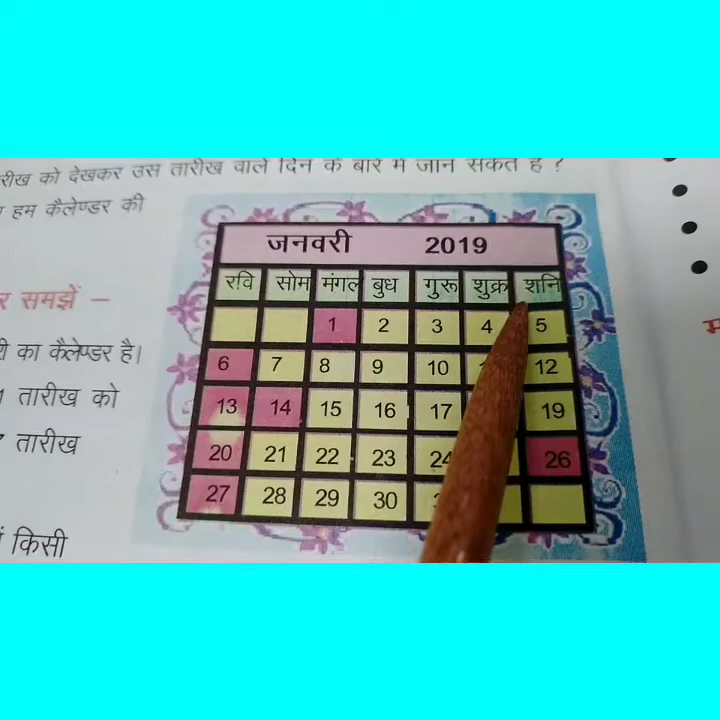 रीख को देखकर उस तारीख वाले दिन के बारे में जान सकते हैं ?
हम कैलेण्डर की
र समझें –
री का कैलेण्डर है।
1 तारीख को
तारीख
किसी
जनवरी 2019
रवि सोम मंगल बुध गुरू शुक्र शनि
1 2 3 4 5
6 7 8 9 10 12
13 14 15 16 17 19
20 21 22 23 24 26
27 28 29 30